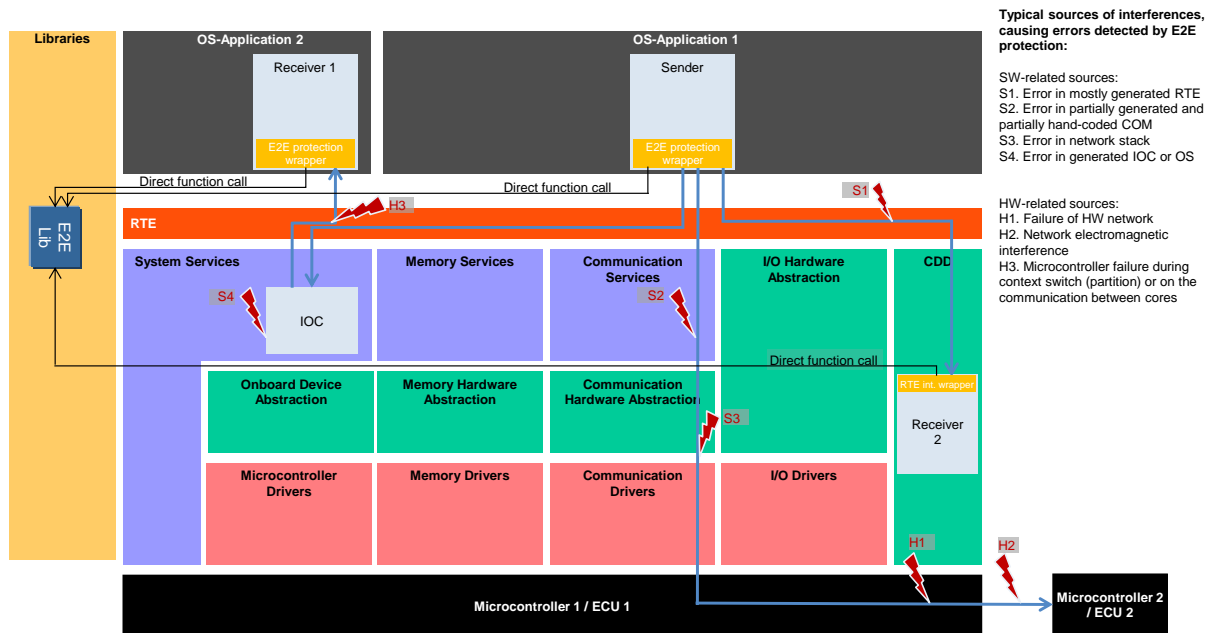 Libraries
OS-Application 2
OS-Application 1
Receiver 1
Sender
E2E protection
wrapper
E2E protection
wrapper
Direct function call
Direct function call
S1
H3
E2E
Lib
RTE
System Services
Memory Services
Communication
Services
I/O Hardware
Abstraction
CDD
S4
S2
IOC
Direct function call
Onboard Device
Abstraction
Memory Hardware
Abstraction
Communication
Hardware Abstraction
RTE int. wrapper
S3
Receiver
2
Microcontroller
Drivers
Memory Drivers
Communication
Drivers
I/O Drivers
H1
H2
Microcontroller 1 / ECU 1
Microcontroller 2
/ ECU 2
Typical sources of interferences,
causing errors detected by E2E
protection:
SW-related sources:
S1. Error in mostly generated RTE
S2. Error in partially generated and
partially hand-coded COM
S3. Error in network stack
S4. Error in generated IOC or OS
HW-related sources:
H1. Failure of HW network
H2. Network electromagnetic
interference
H3. Microcontroller failure during
context switch (partition) or on the
communication between cores